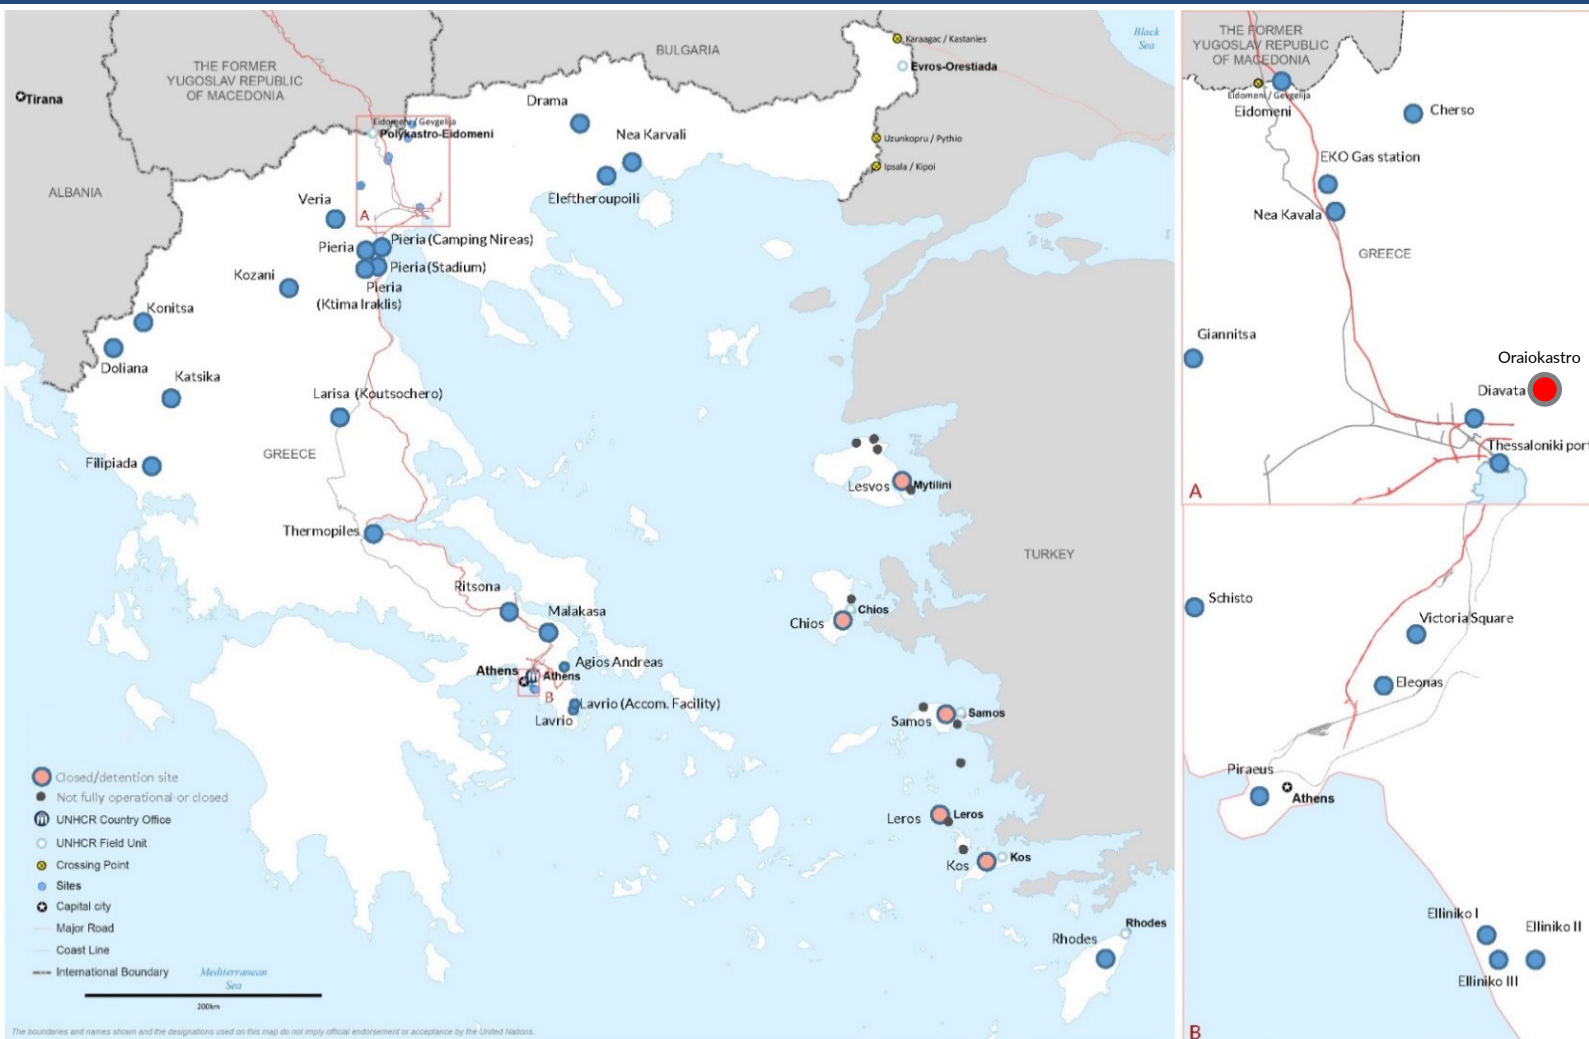 Black
Sea
BULGARIA
THE FORMER
YUGOSLAV REPUBLIC
OF MACEDONIA
Tirana
ALBANIA
Karaagac / Kastanies
Evros-Orestiada
Uzunkopru / Pythio
Ipsala / Kipoi
Drama
Nea Karvali
Eleftheroupoili
Eidomeni / Gevgelija
Polykastro-Eidomeni
A
Veria
Pieria
Pieria (Camping Nireas)
Pieria (Stadium)
Pieria
(Ktima Iraklis)
Kozani
Konitsa
Doliana
Katsika
Larisa (Koutsochero)
GREECE
Filipiada
Thermopiles
Ritsona
Malakasa
Agios Andreas
Athens
Athens
B
Lavrio (Accom. Facility)
Lavrio
Lesvos
Mytilini
TURKEY
Chios
Chios
Samos
Samos
Leros
Leros
Kos
Kos
Rhodes
Rhodes
Closed/detention site
Not fully operational or closed
UNHCR Country Office
UNHCR Field Unit
Crossing Point
Sites
Capital city
Major Road
Coast Line
International Boundary
Mediterranean
Sea
200km
The boundaries and names shown and the designations used on this map do not imply official endorsement or acceptance by the United Nations.
THE FORMER
YUGOSLAV REPUBLIC
OF MACEDONIA
Eidomeni / Gevgelija
Eidomeni
Cherso
EKO Gas station
Nea Kavala
GREECE
Giannitsa
Oraiokastro
Diavata
Thessaloniki port
A
Schisto
Victoria Square
Eleonas
Piraeus
Athens
Elliniko I
Elliniko II
Elliniko III
B